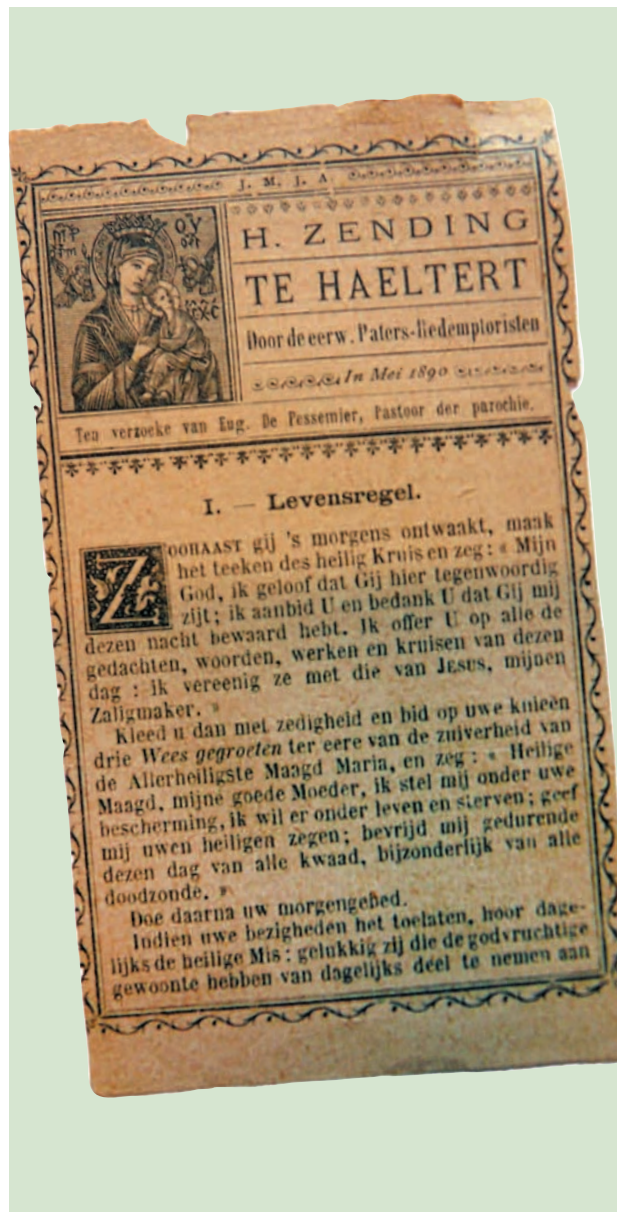 J. M. J. A.
H. ZENDING
TE HAELTERT
Door de eerw. Paters-Redemptoristen
In Mei 1890
Ten verzoeke van Eug. De Pessemier, Pastoor der parochie.
I. — Levensregel.
ZOOHAAST gij 's morgens ontwaakt, maak
het teeken des heilig Kruis en zeg: « Mijn
God, ik geloof dat Gij hier tegenwoordig
zijt; ik aanbid U en bedank U dat Gij mij
dezen nacht bewaard hebt. Ik offer U op alle de
gedachten, woorden, werken en kruisen van dezen
dag : ik vereenig ze met die van JESUS, mijnen
Zaligmaker. »
Kleed u dan met zedigheid en bid op uwe knieën
drie Wees gegroeten ter eere van de zuiverheid van
de Allerheiligste Maagd Maria, en zeg : « Heilige
Maagd, mijne goede Moeder, ik stel mij onder uwe
bescherming, ik wil er onder leven en sterven; geef
mij uwen heiligen zegen; bevrijd mij gedurende
dezen dag van alle kwaad, bijzonderlijk van alle
doodzonde. »
Doe daarna uw morgengebed.
Indien uwe bezigheden het toelaten, hoor dage-
lijks de heilige Mis : gelukkig zij die de godvruchtige
gewoonte hebben van dagelijks deel te nemen aan